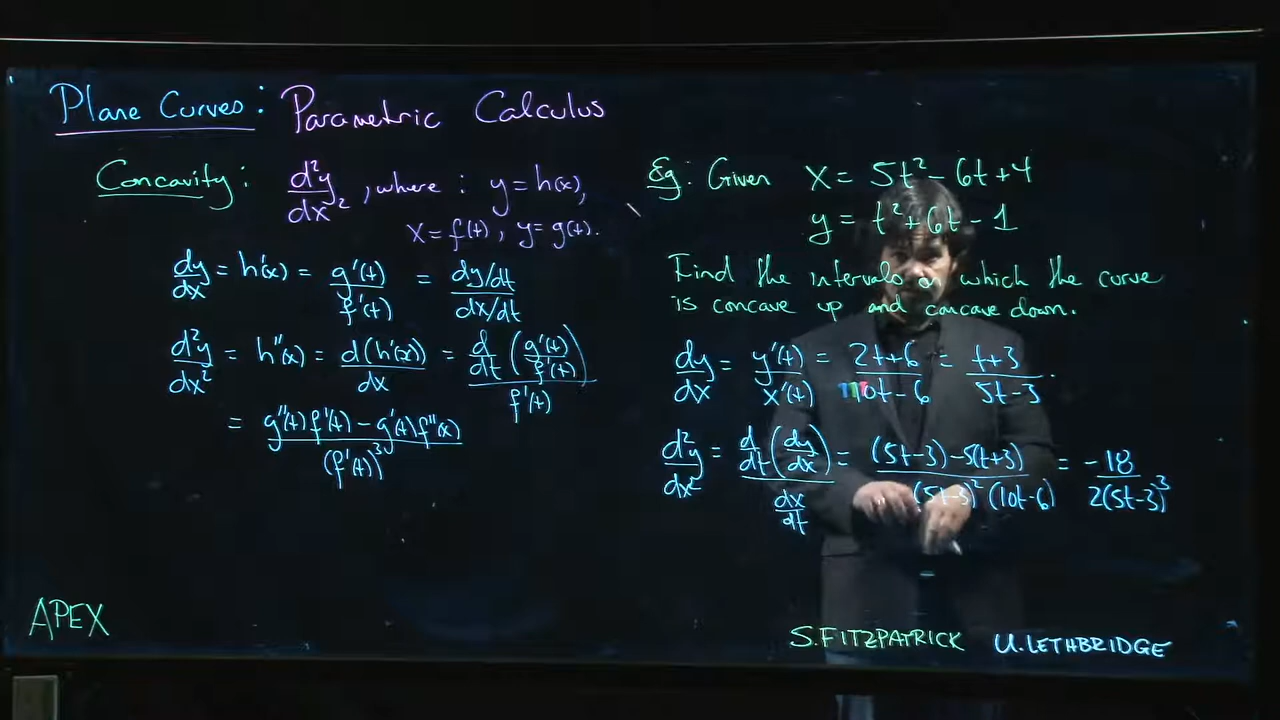 Plane Curves: Parametric Calculus
Concavity: d²y/dx², where: y = h(x),
x = f(t), y = g(t).
dy/dx = h'(x) = g'(t)/f'(t) = (dy/dt)/(dx/dt)
d²y/dx² = h''(x) = d(h'(x))/dx = d/dt (g'(t)/f'(t))/f'(t)
= (g''(t)f'(t) - g'(t)f''(x))/(f'(t))³
Eg: Given x = 5t² - 6t + 4
y = t² + 6t - 1
Find the intervals on which the curve
is concave up and concave down.
dy/dx = y'(t)/x'(t) = (2t+6)/(10t-6) = (t+3)/(5t-3).
d²y/dx² = d/dt (dy/dx)/(dx/dt) = ((5t-3)-5(t+3))/((5t-3)²(10t-6)) = -18/(2(5t-3)³)
APEX
S.FITZPATRICK U.LETHBRIDGE